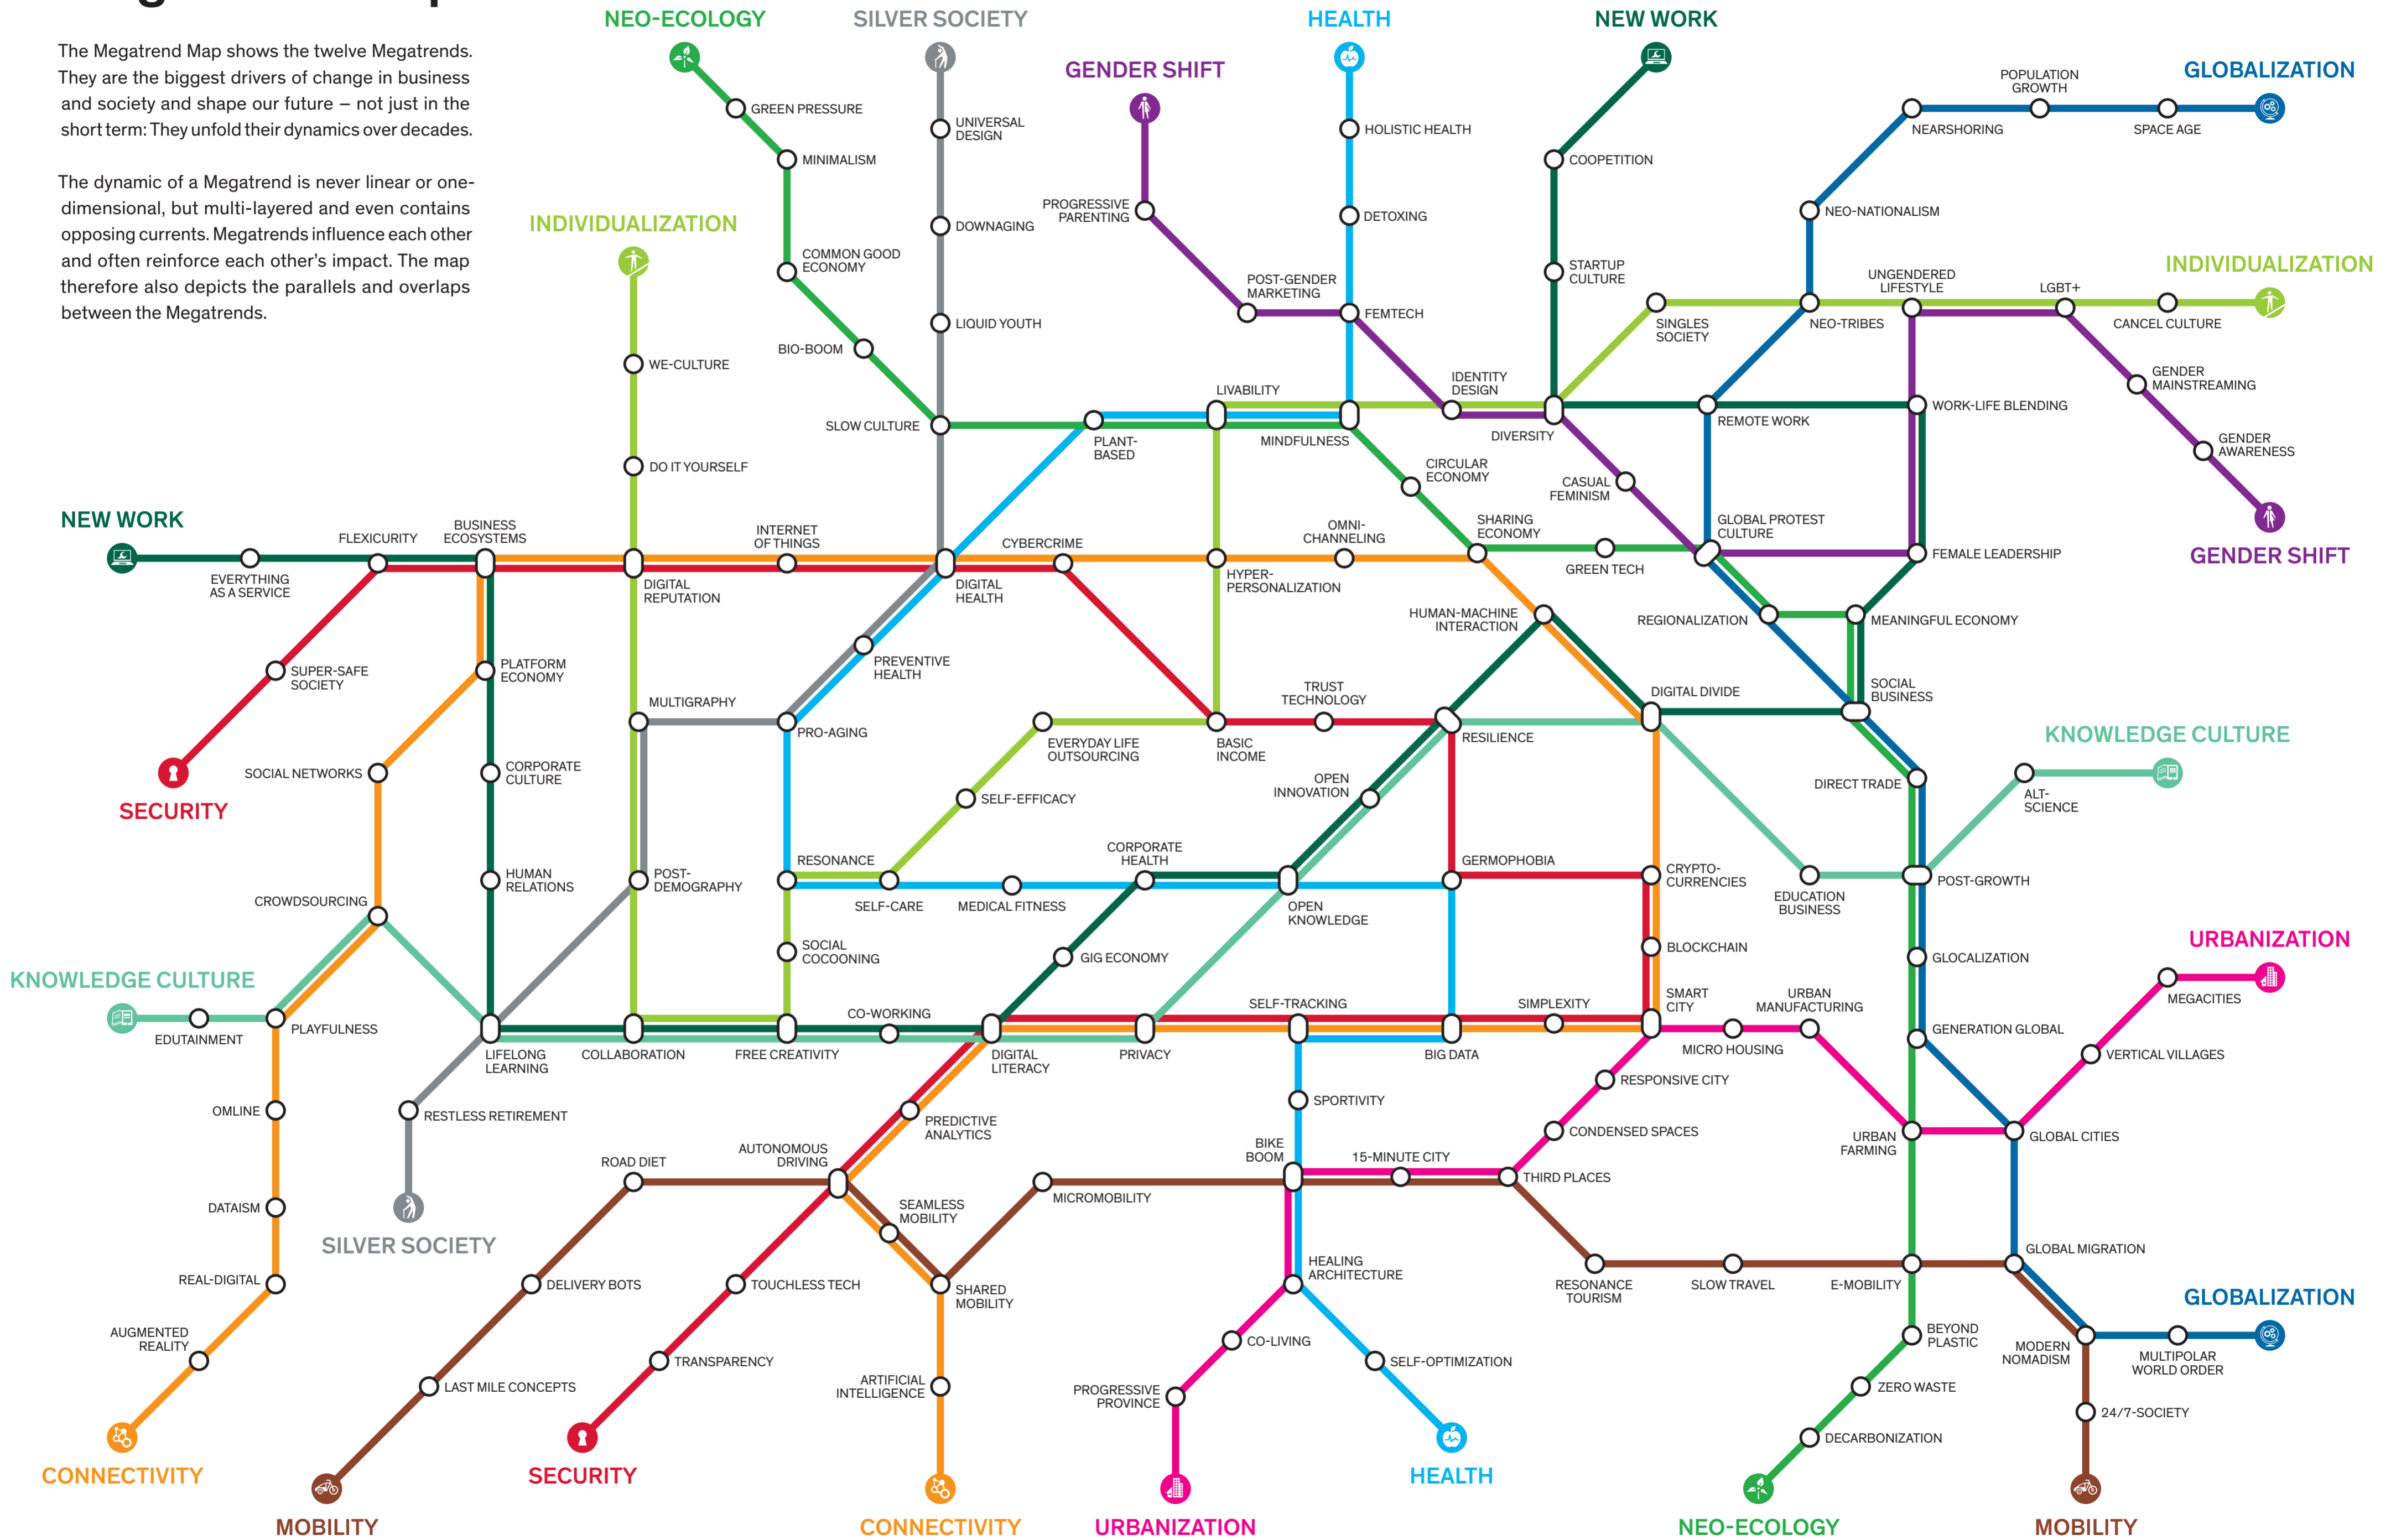 The Megatrend Map shows the twelve Megatrends.
They are the biggest drivers of change in business
and society and shape our future – not just in the
short term: They unfold their dynamics over decades.
The dynamic of a Megatrend is never linear or one-
dimensional, but multi-layered and even contains
opposing currents. Megatrends influence each other
and often reinforce each other's impact. The map
therefore also depicts the parallels and overlaps
between the Megatrends.
NEO-ECOLOGY
SILVER SOCIETY
HEALTH
NEW WORK
GENDER SHIFT
GLOBALIZATION
POPULATION
GROWTH
GREEN PRESSURE
UNIVERSAL
DESIGN
HOLISTIC HEALTH
NEARSHORING
SPACE AGE
MINIMALISM
COOPETITION
PROGRESSIVE
PARENTING
DETOXING
NEO-NATIONALISM
INDIVIDUALIZATION
DOWNAGING
COMMON GOOD
ECONOMY
STARTUP
CULTURE
INDIVIDUALIZATION
POST-GENDER
MARKETING
UNGENDERED
LIFESTYLE
LGBT+
LIQUID YOUTH
FEMTECH
SINGLES
SOCIETY
NEO-TRIBES
CANCEL CULTURE
BIO-BOOM
WE-CULTURE
GENDER
MAINSTREAMING
LIVABILITY
IDENTITY
DESIGN
SLOW CULTURE
PLANT-
BASED
MINDFULNESS
DIVERSITY
REMOTE WORK
WORK-LIFE BLENDING
GENDER
AWARENESS
DO IT YOURSELF
CIRCULAR
ECONOMY
CASUAL
FEMINISM
NEW WORK
FLEXICURITY
BUSINESS
ECOSYSTEMS
INTERNET
OF THINGS
CYBERCRIME
OMNI-
CHANNELING
SHARING
ECONOMY
GLOBAL PROTEST
CULTURE
GENDER SHIFT
EVERYTHING
AS A SERVICE
DIGITAL
REPUTATION
DIGITAL
HEALTH
HYPER-
PERSONALIZATION
GREEN TECH
FEMALE LEADERSHIP
HUMAN-MACHINE
INTERACTION
REGIONALIZATION
MEANINGFUL ECONOMY
SUPER-SAFE
SOCIETY
PLATFORM
ECONOMY
PREVENTIVE
HEALTH
MULTIGRAPHY
TRUST
TECHNOLOGY
DIGITAL DIVIDE
SOCIAL
BUSINESS
PRO-AGING
EVERYDAY LIFE
OUTSOURCING
BASIC
INCOME
RESILIENCE
KNOWLEDGE CULTURE
SOCIAL NETWORKS
CORPORATE
CULTURE
SELF-EFFICACY
OPEN
INNOVATION
DIRECT TRADE
ALT-
SCIENCE
SECURITY
HUMAN
RELATIONS
POST-
DEMOGRAPHY
RESONANCE
CORPORATE
HEALTH
GERMOPHOBIA
CRYPTO-
CURRENCIES
POST-GROWTH
CROWDSOURCING
SELF-CARE
MEDICAL FITNESS
OPEN
KNOWLEDGE
EDUCATION
BUSINESS
SOCIAL
COCOONING
GIG ECONOMY
BLOCKCHAIN
GLOCALIZATION
URBANIZATION
KNOWLEDGE CULTURE
CO-WORKING
SELF-TRACKING
SIMPLEXITY
SMART
CITY
URBAN
MANUFACTURING
MEGACITIES
EDUTAINMENT
PLAYFULNESS
LIFELONG
LEARNING
COLLABORATION
FREE CREATIVITY
DIGITAL
LITERACY
PRIVACY
BIG DATA
MICRO HOUSING
GENERATION GLOBAL
VERTICAL VILLAGES
OMLINE
RESTLESS RETIREMENT
PREDICTIVE
ANALYTICS
SPORTIVITY
RESPONSIVE CITY
CONDENSED SPACES
URBAN
FARMING
GLOBAL CITIES
ROAD DIET
AUTONOMOUS
DRIVING
BIKE
BOOM
15-MINUTE CITY
THIRD PLACES
MICROMOBILITY
DATAISM
SEAMLESS
MOBILITY
SILVER SOCIETY
REAL-DIGITAL
DELIVERY BOTS
TOUCHLESS TECH
SHARED
MOBILITY
HEALING
ARCHITECTURE
RESONANCE
TOURISM
SLOW TRAVEL
E-MOBILITY
GLOBAL MIGRATION
GLOBALIZATION
AUGMENTED
REALITY
TRANSPARENCY
CO-LIVING
SELF-OPTIMIZATION
BEYOND
PLASTIC
MODERN
NOMADISM
MULTIPOLAR
WORLD ORDER
LAST MILE CONCEPTS
ARTIFICIAL
INTELLIGENCE
PROGRESSIVE
PROVINCE
ZERO WASTE
24/7-SOCIETY
DECARBONIZATION
CONNECTIVITY
SECURITY
HEALTH
MOBILITY
CONNECTIVITY
URBANIZATION
NEO-ECOLOGY
MOBILITY